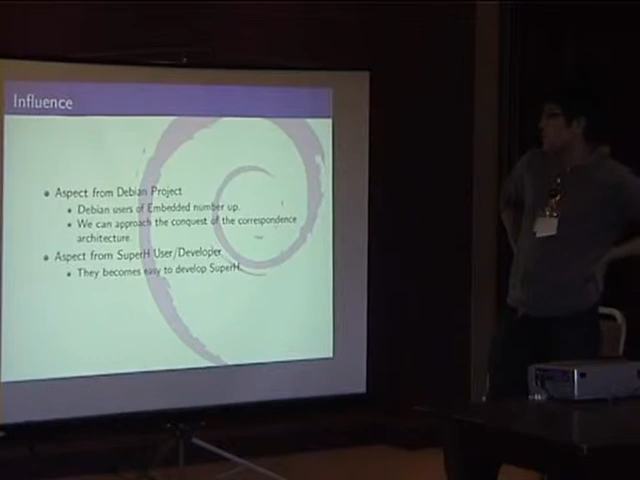 Influence
Aspect from Debian Project
Debian users of Embedded number up.
We can approach the conquest of the correspondence
architecture.
Aspect from SuperH User/Developer
They becomes easy to develop SuperH.